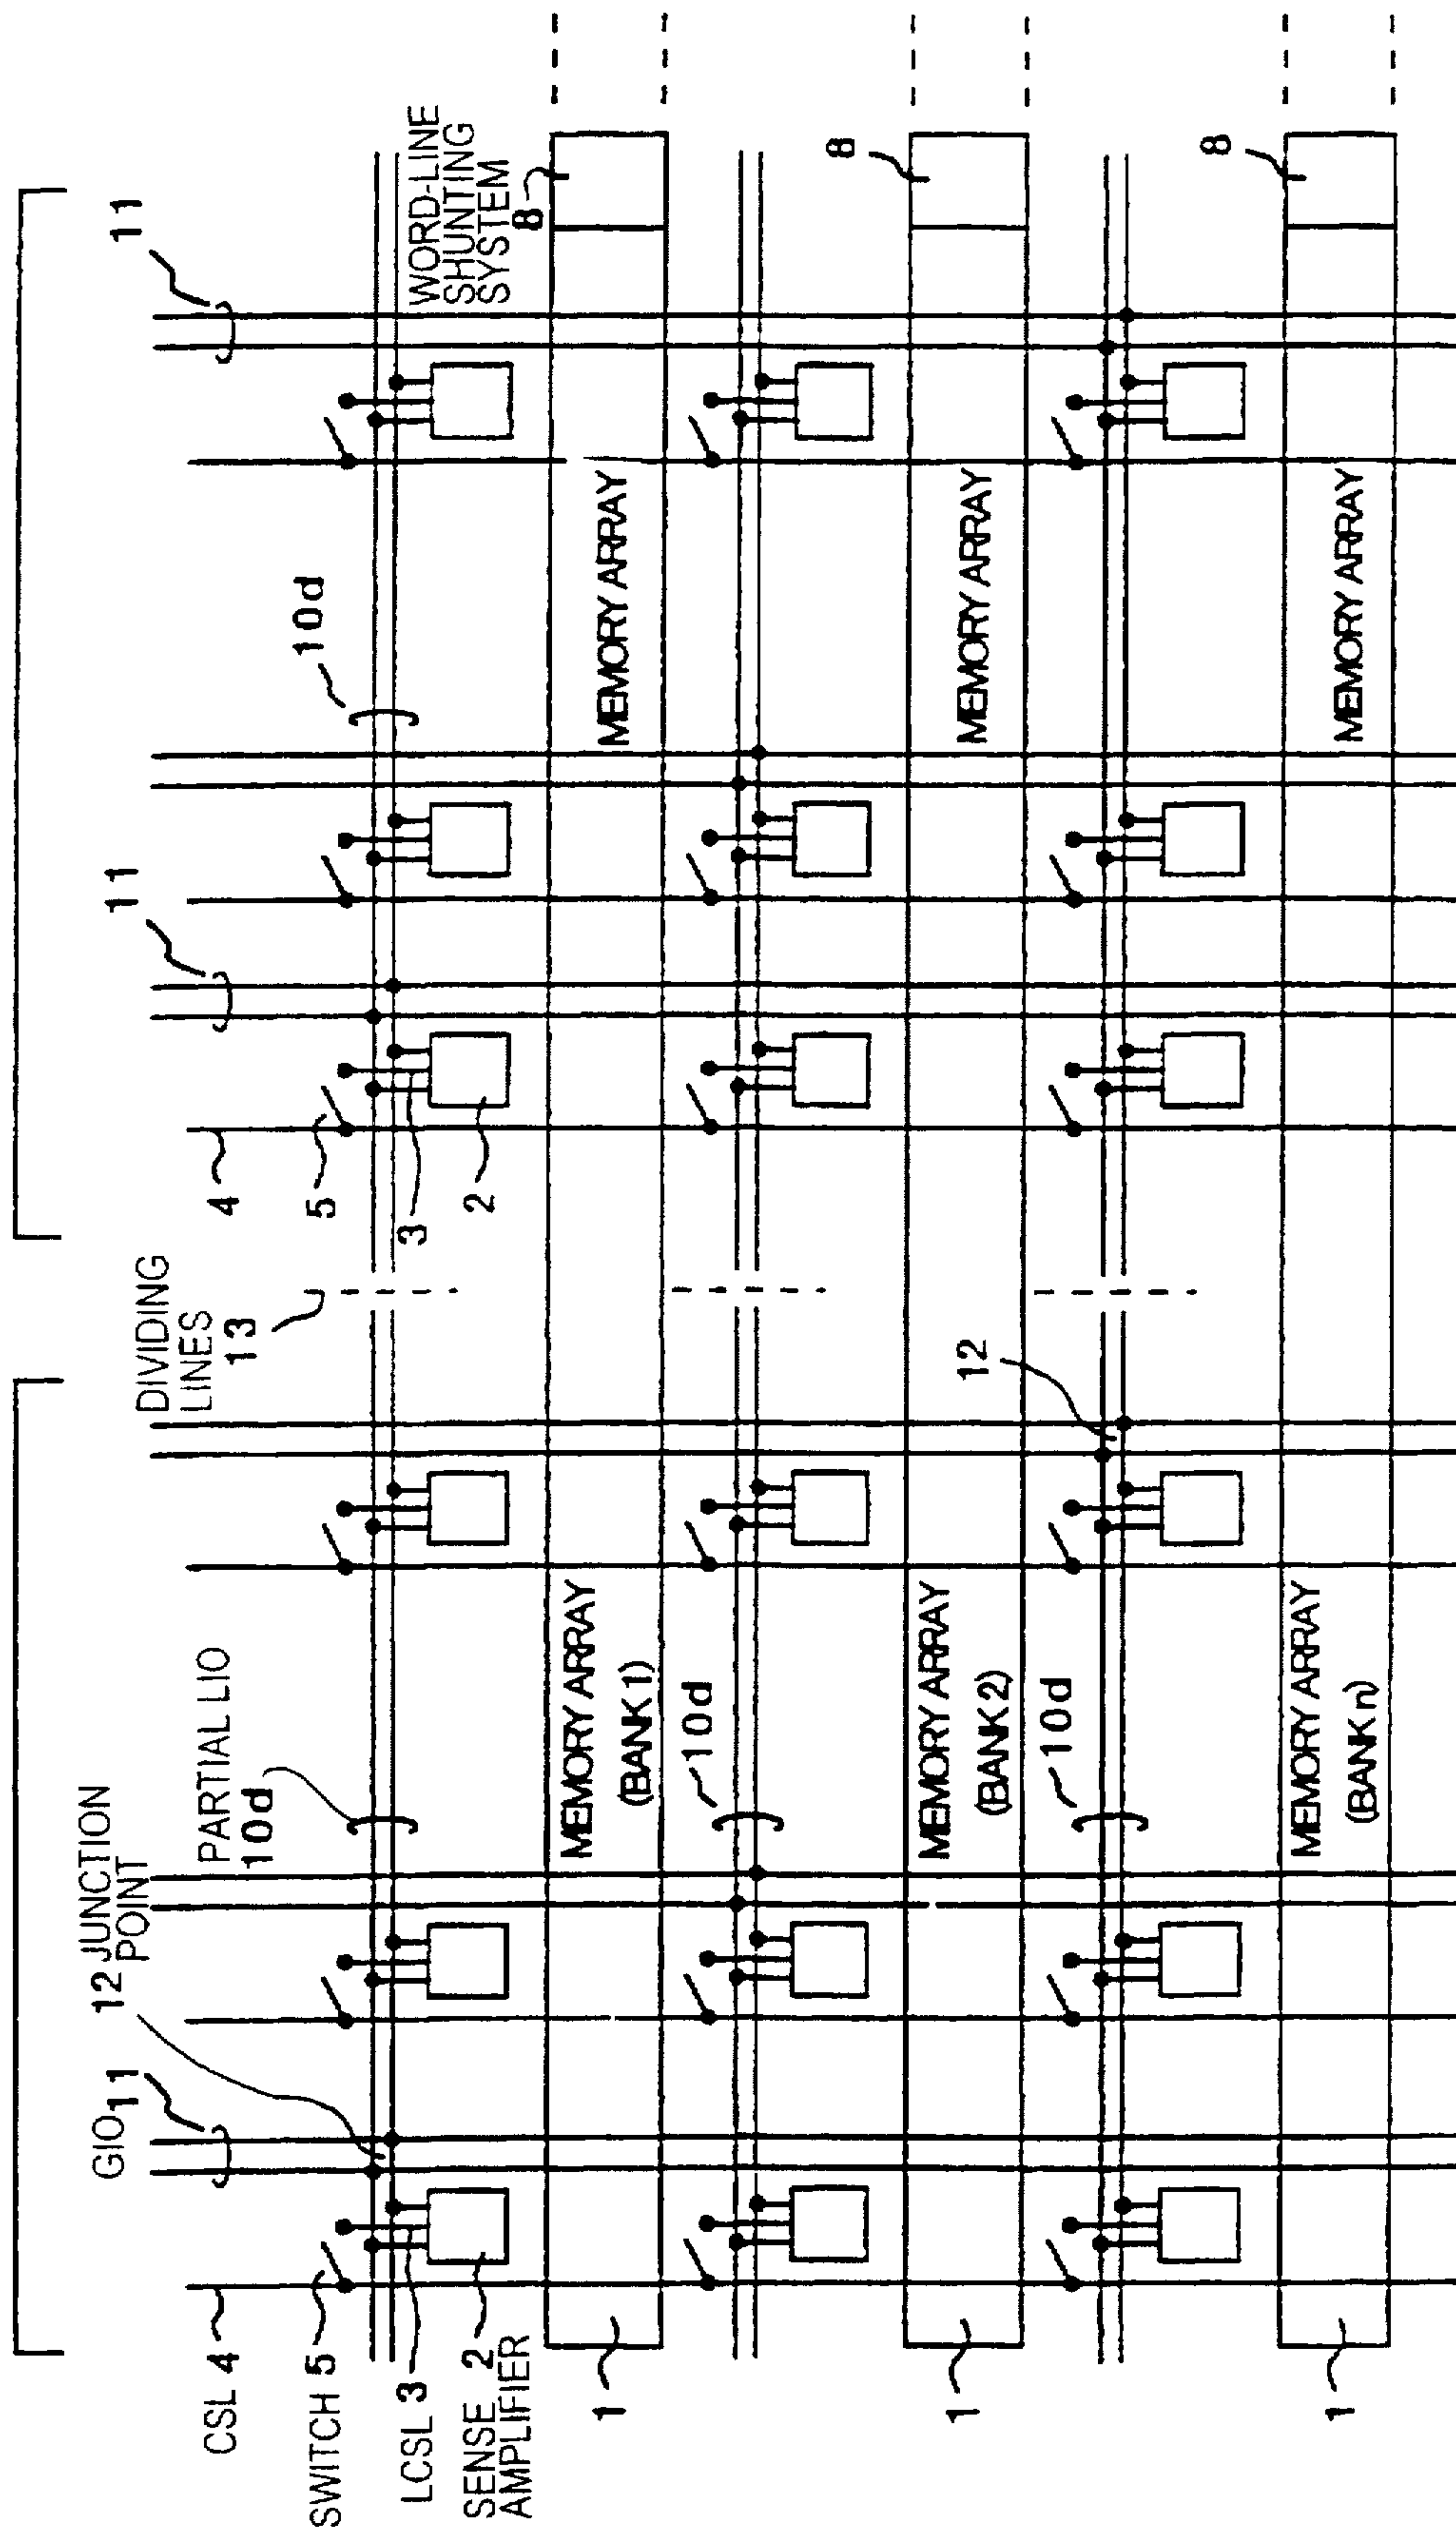 GIO 11
12 JUNCTION
POINT
PARTIAL LIO
10d
DIVIDING
LINES
13
11
10d
11
CSL 4
4
SWITCH 5
5
LCSL 3
3
SENSE 2
AMPLIFIER
2
WORD-LINE
SHUNTING
SYSTEM
8
1
MEMORY ARRAY
(BANK 1)
MEMORY ARRAY
10d
12
8
1
MEMORY ARRAY
(BANK 2)
MEMORY ARRAY
10d
8
1
MEMORY ARRAY
(BANK n)
MEMORY ARRAY